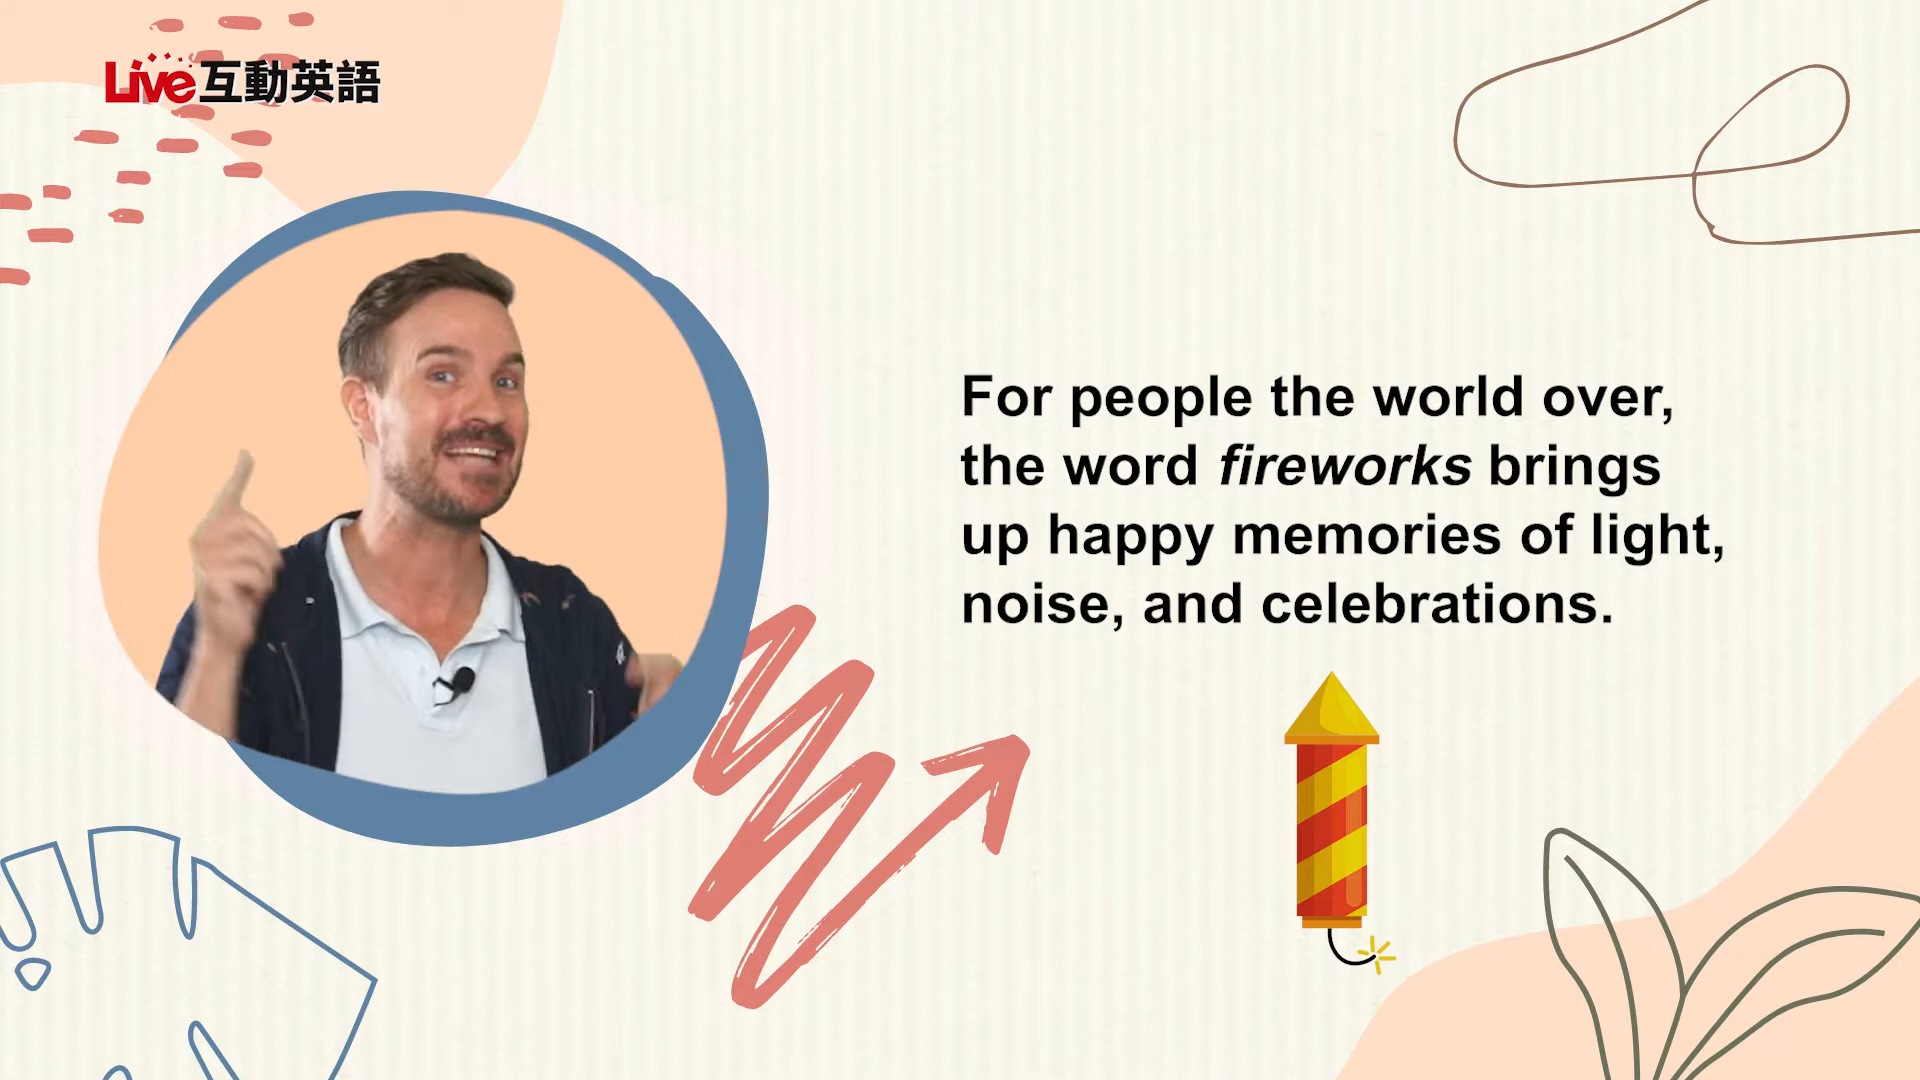 Live互動英語
For people the world over,
the word fireworks brings
up happy memories of light,
noise, and celebrations.